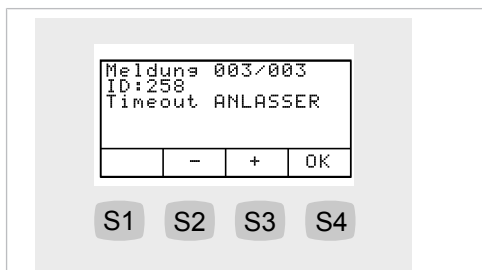 Meldung 003/003
ID:258
Timeout ANLASSER
- + OK
S1 S2 S3 S4